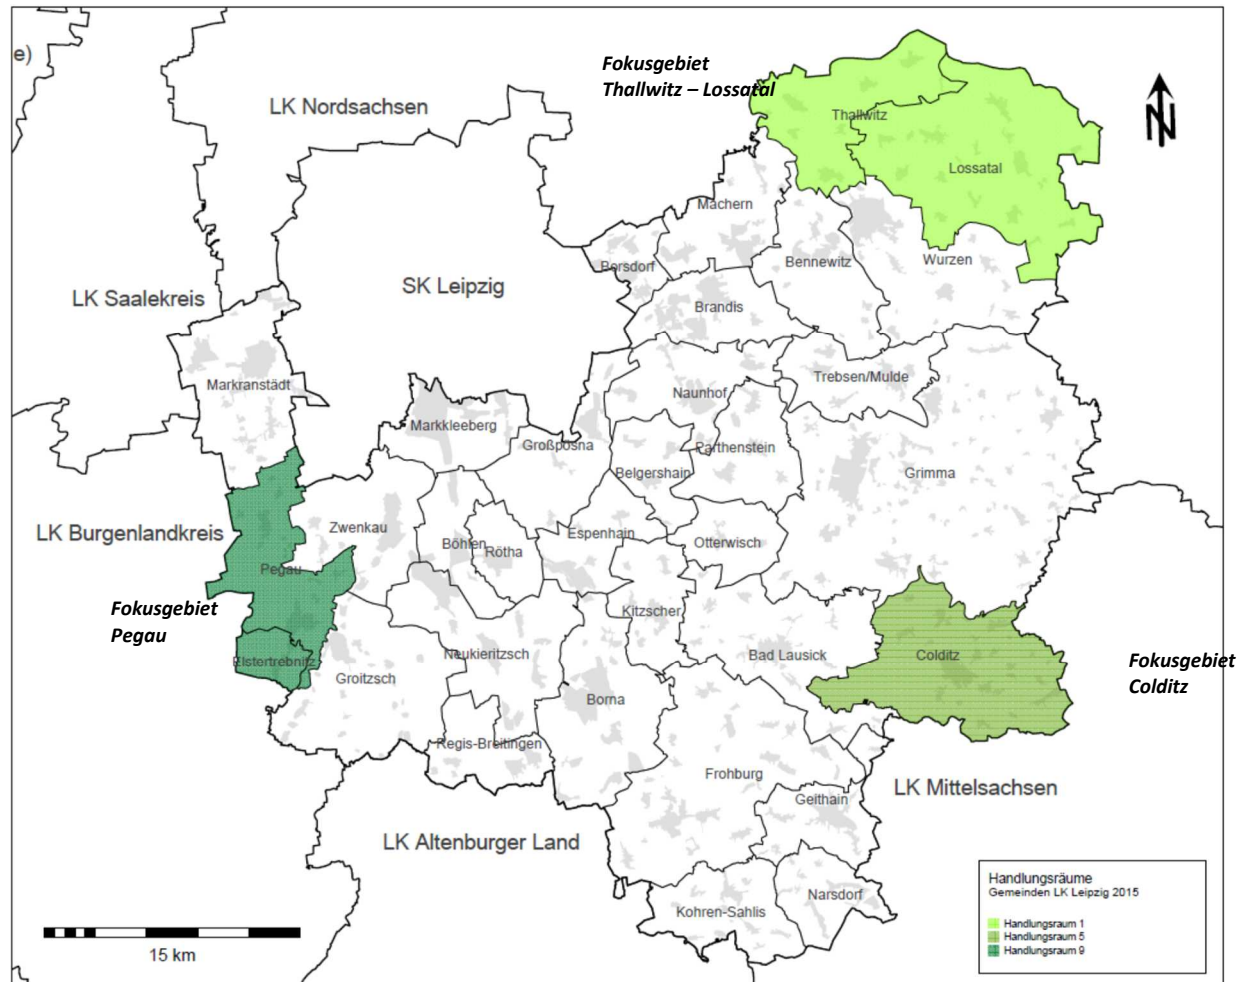 e)
Fokusgebiet
Thallwitz – Lossatal
LK Nordsachsen
Thallwitz
Lossatal
Machern
Borsdorf
Bennewitz
Wurzen
LK Saalekreis
SK Leipzig
Brandis
Markranstädt
Trebsen/Mulde
Naunhof
Markkleeberg
Großposna
Parthenstein
Belgershain
Grimma
LK Burgenlandkreis
Zwenkau
Böhlen
Rötha
Espenhain
Otterwisch
Pegau
Fokusgebiet
Pegau
Kitzscher
Elstertrebnitz
Neukieritzsch
Bad Lausick
Colditz
Fokusgebiet
Colditz
Groitzsch
Borna
Regis-Breitingen
Frohburg
LK Mittelsachsen
Geithain
LK Altenburger Land
Narsdorf
Kohren-Sahlis
15 km
Handlungsräume
Gemeinden LK Leipzig 2015
Handlungsraum 1
Handlungsraum 5
Handlungsraum 9
N